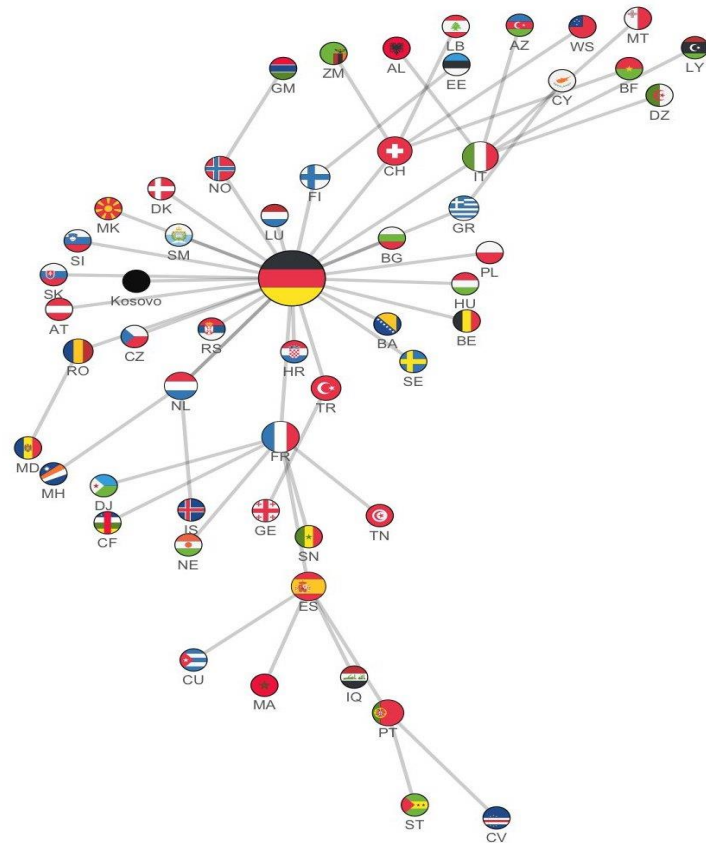 LB
AZ
WS
MT
ZM
AL
EE
LY
GM
CY
BF
DZ
CH
IT
NO
FI
DK
MK
LU
GR
SM
BG
SI
PL
SK
Kosovo
HU
AT
CZ
RS
BA
BE
RO
HR
SE
NL
TR
FR
MD
MH
DJ
CF
IS
GE
TN
NE
SN
ES
CU
MA
IQ
PT
ST
CV